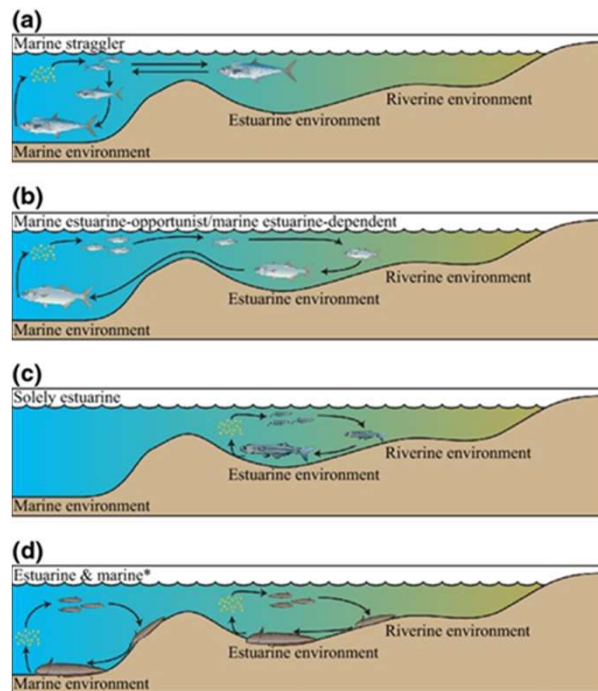 (a)
Marine straggler
Riverine environment
Estuarine environment
Marine environment
(b)
Marine estuarine-opportunist/marine estuarine-dependent
Riverine environment
Estuarine environment
Marine environment
(c)
Solely estuarine
Riverine environment
Estuarine environment
Marine environment
(d)
Estuarine & marine*
Riverine environment
Estuarine environment
Marine environment